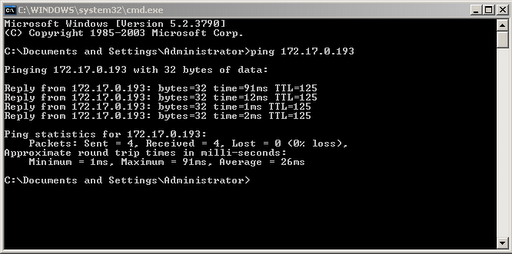 C:\WINDOWS\system32\cmd.exe
Microsoft Windows [Version 5.2.3790]
(C) Copyright 1985-2003 Microsoft Corp.
C:\Documents and Settings\Administrator>ping 172.17.0.193
Pinging 172.17.0.193 with 32 bytes of data:
Reply from 172.17.0.193: bytes=32 time=91ms TTL=125
Reply from 172.17.0.193: bytes=32 time=12ms TTL=125
Reply from 172.17.0.193: bytes=32 time=1ms TTL=125
Reply from 172.17.0.193: bytes=32 time=2ms TTL=125
Ping statistics for 172.17.0.193:
Packets: Sent = 4, Received = 4, Lost = 0 (0% loss),
Approximate round trip times in milli-seconds:
Minimum = 1ms, Maximum = 91ms, Average = 26ms
C:\Documents and Settings\Administrator>